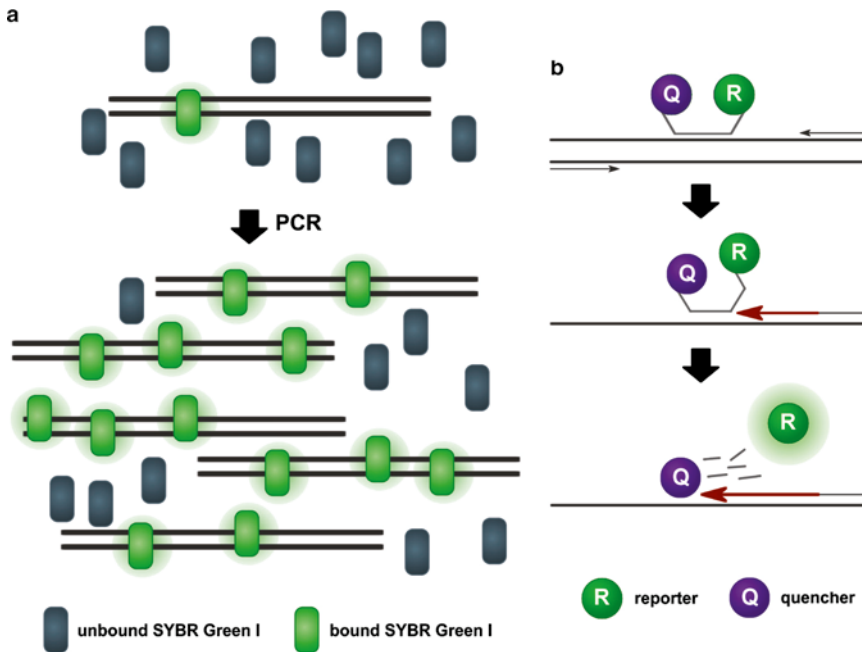 a
PCR
unbound SYBR Green I
bound SYBR Green I
b
Q
R
Q
R
R
Q
R
reporter
Q
quencher